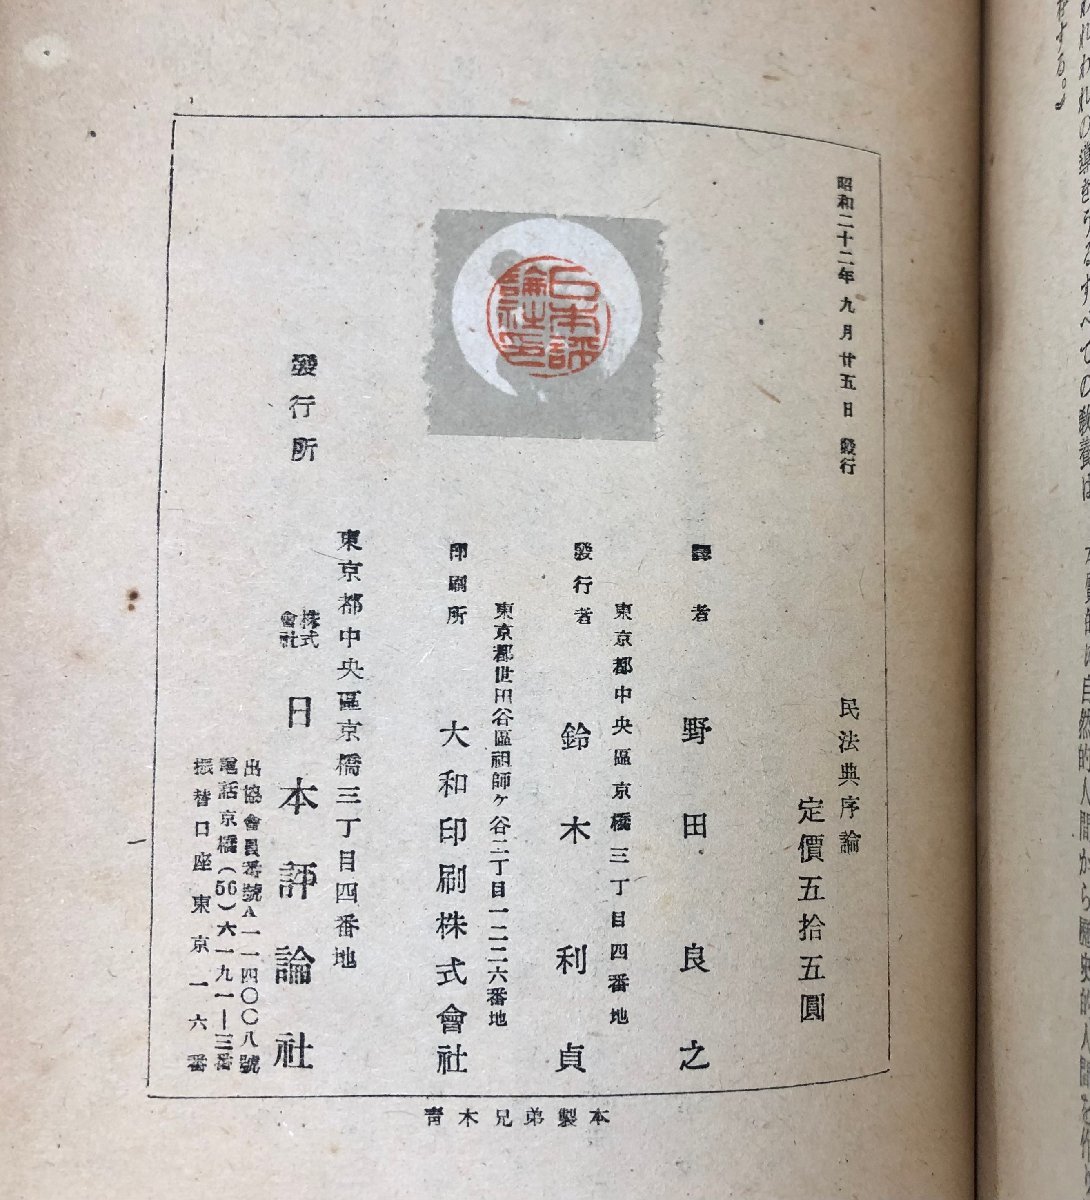 昭和二十二年九月廿五日 發行
民法典序論
定價五拾五圓
譯者 野田良之
東京都中央區京橋三丁目四番地
發行者 鈴木利貞
東京都世田谷區祖師ヶ谷二丁目一二二六番地
印刷所 大和印刷株式會社
東京都中央區京橋三丁目四番地
發行所 株式會社 日本評論社
出協會員番號A一一四〇〇八號
電話京橋(56)六一九一―三番
振替口座東京一六番
日本評論社印
青木兄弟製本